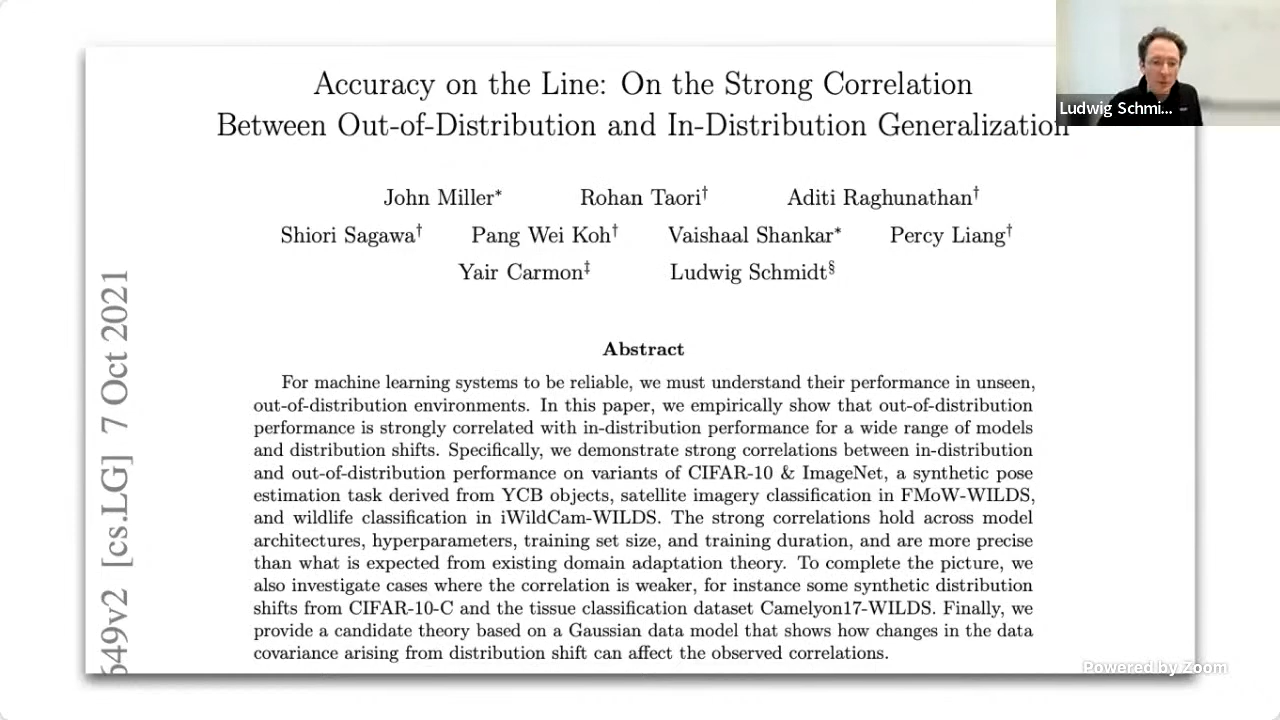 Accuracy on the Line: On the Strong Correlation
Between Out-of-Distribution and In-Distribution Generalization
Ludwig Schmi...
John Miller* Rohan Taori† Aditi Raghunathan†
Shiori Sagawa† Pang Wei Koh† Vaishaal Shankar* Percy Liang†
Yair Carmon‡ Ludwig Schmidt§
Abstract
For machine learning systems to be reliable, we must understand their performance in unseen,
out-of-distribution environments. In this paper, we empirically show that out-of-distribution
performance is strongly correlated with in-distribution performance for a wide range of models
and distribution shifts. Specifically, we demonstrate strong correlations between in-distribution
and out-of-distribution performance on variants of CIFAR-10 & ImageNet, a synthetic pose
estimation task derived from YCB objects, satellite imagery classification in FMoW-WILDS,
and wildlife classification in iWildCam-WILDS. The strong correlations hold across model
architectures, hyperparameters, training set size, and training duration, and are more precise
than what is expected from existing domain adaptation theory. To complete the picture, we
also investigate cases where the correlation is weaker, for instance some synthetic distribution
shifts from CIFAR-10-C and the tissue classification dataset Camelyon17-WILDS. Finally, we
provide a candidate theory based on a Gaussian data model that shows how changes in the data
covariance arising from distribution shift can affect the observed correlations.
649v2 [cs.LG] 7 Oct 2021
Powered by Zoom